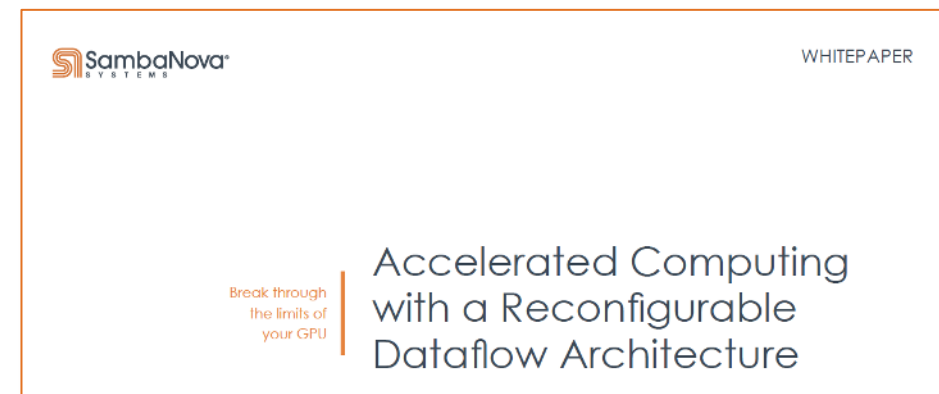 SambaNova®
SYSTEMS
WHITEPAPER
Break through
the limits of
your GPU
Accelerated Computing
with a Reconfigurable
Dataflow Architecture